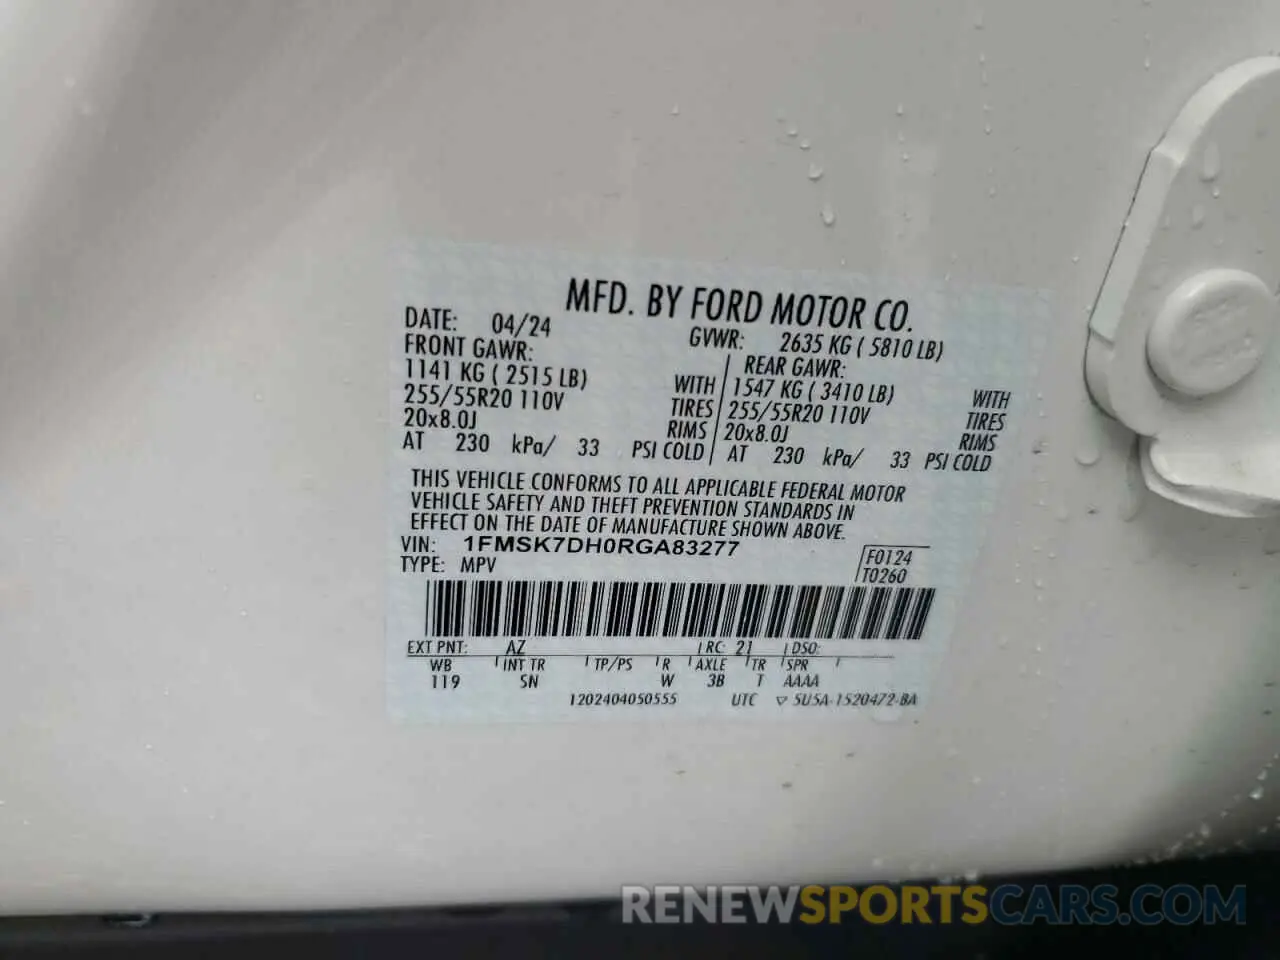 MFD. BY FORD MOTOR CO.
DATE: 04/24 GVWR: 2635 KG ( 5810 LB)
FRONT GAWR: REAR GAWR:
1141 KG ( 2515 LB) WITH 1547 KG ( 3410 LB) WITH
255/55R20 110V TIRES 255/55R20 110V TIRES
20x8.0J RIMS 20x8.0J RIMS
AT 230 kPa/ 33 PSI COLD AT 230 kPa/ 33 PSI COLD
THIS VEHICLE CONFORMS TO ALL APPLICABLE FEDERAL MOTOR
VEHICLE SAFETY AND THEFT PREVENTION STANDARDS IN
EFFECT ON THE DATE OF MANUFACTURE SHOWN ABOVE.
VIN: 1FMSK7DH0RGA83277 F0124
TYPE: MPV T0260
EXT PNT: AZ RC: 21 DSO:
WB INT TR TP/PS R AXLE TR SPR
119 SN W 3B T AAAA
1202404050555 UTC ▽ 5U5A-1520472-BA
RENEWSPORTSCARS.COM